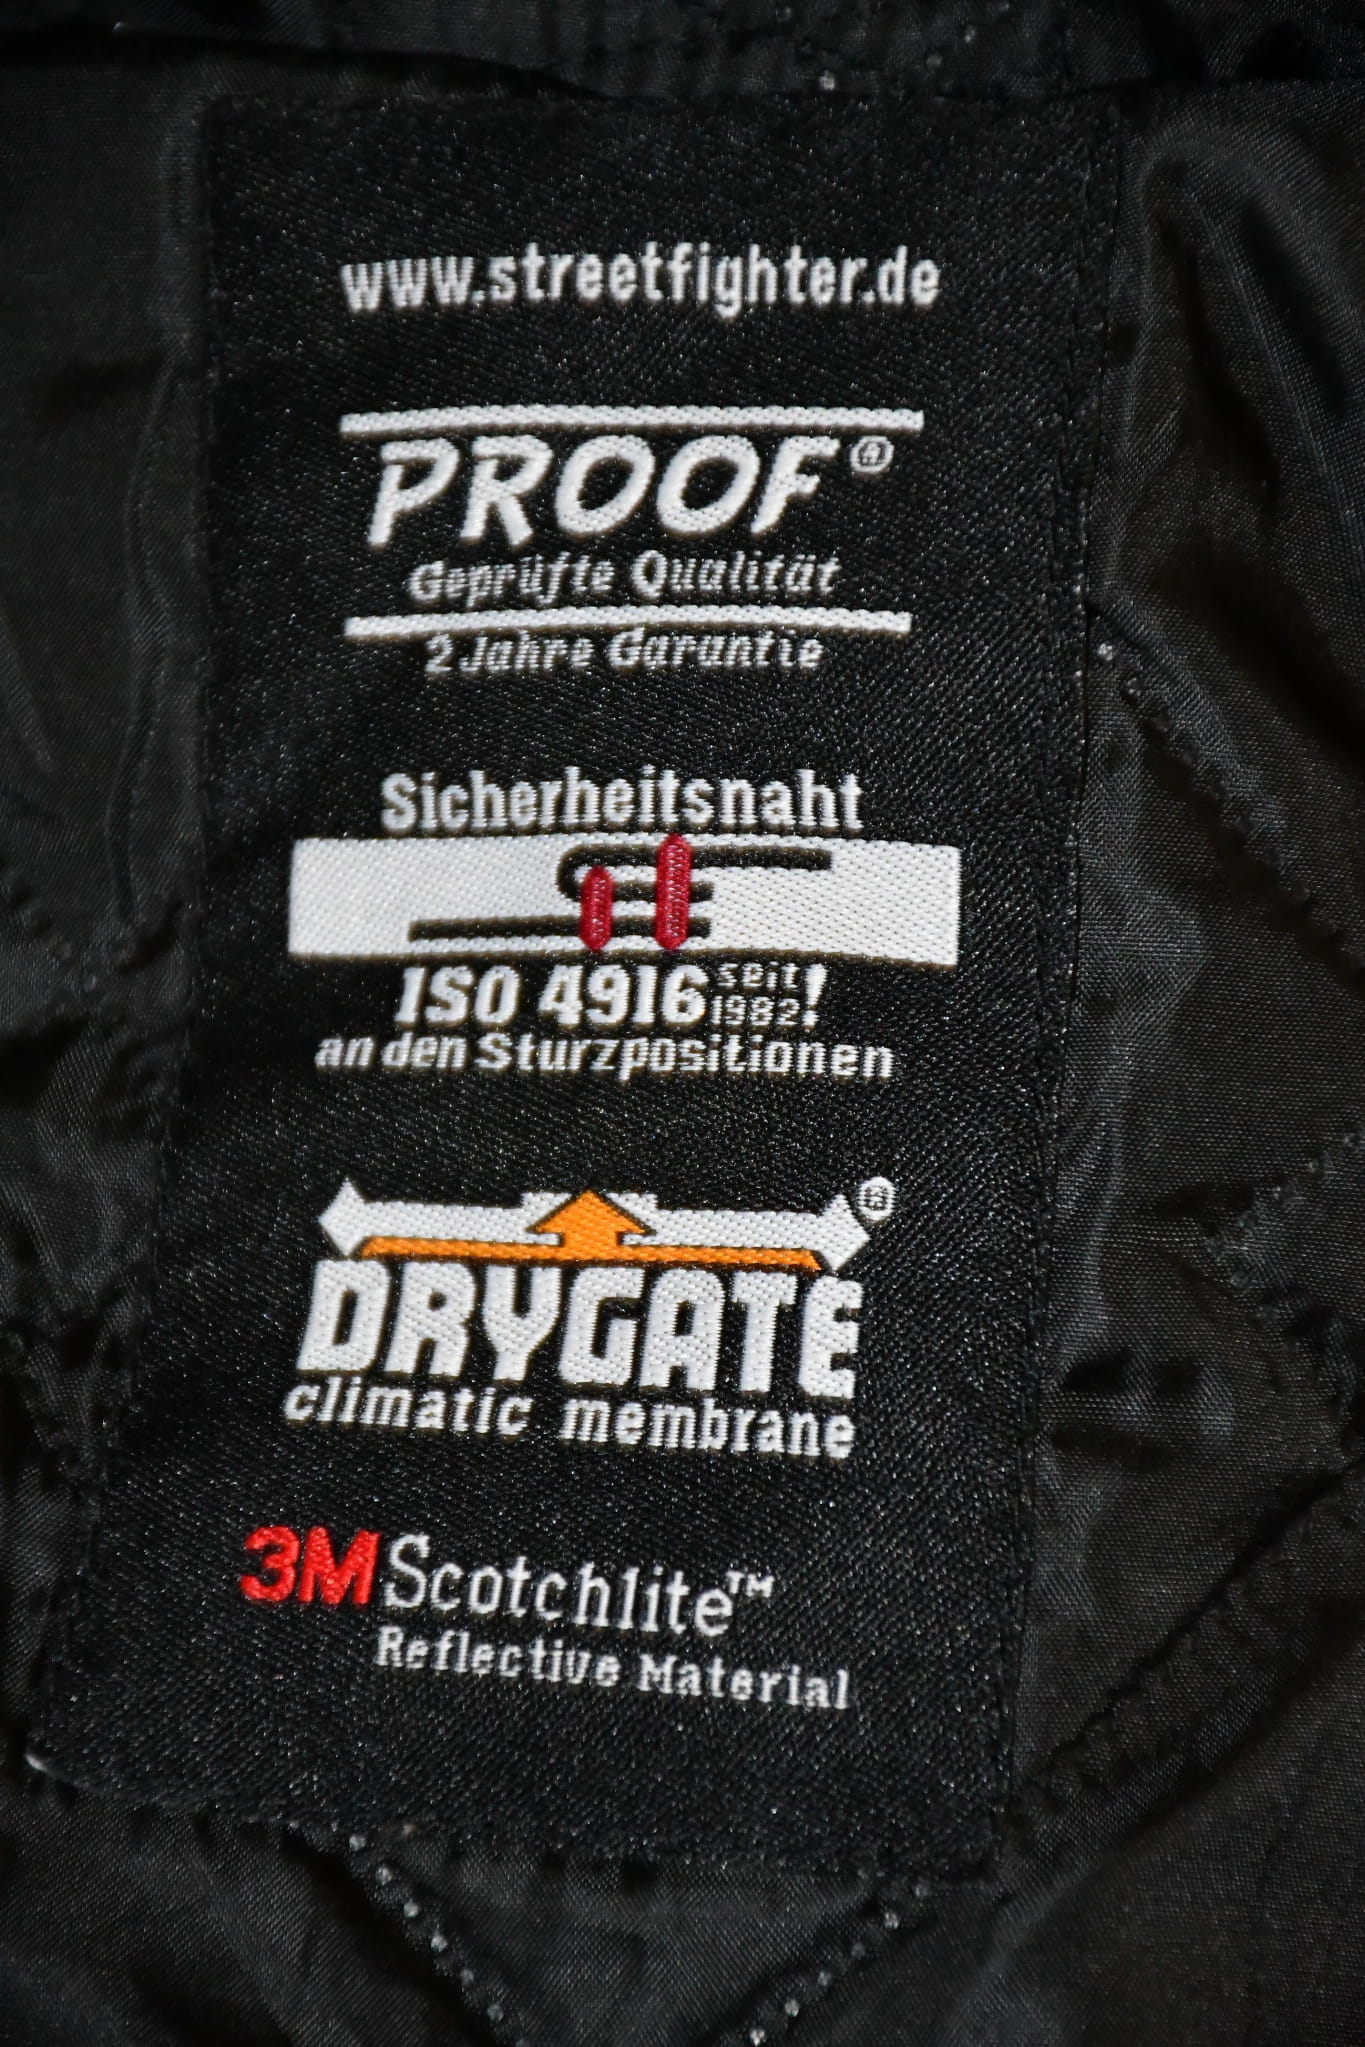 www.streetfighter.de
PROOF®
Geprüfte Qualität
2 Jahre Garantie
Sicherheitsnaht
ISO 4916 seit 1982!
an den Sturzpositionen
DRYGATE®
climatic membrane
3M Scotchlite™
Reflective Material